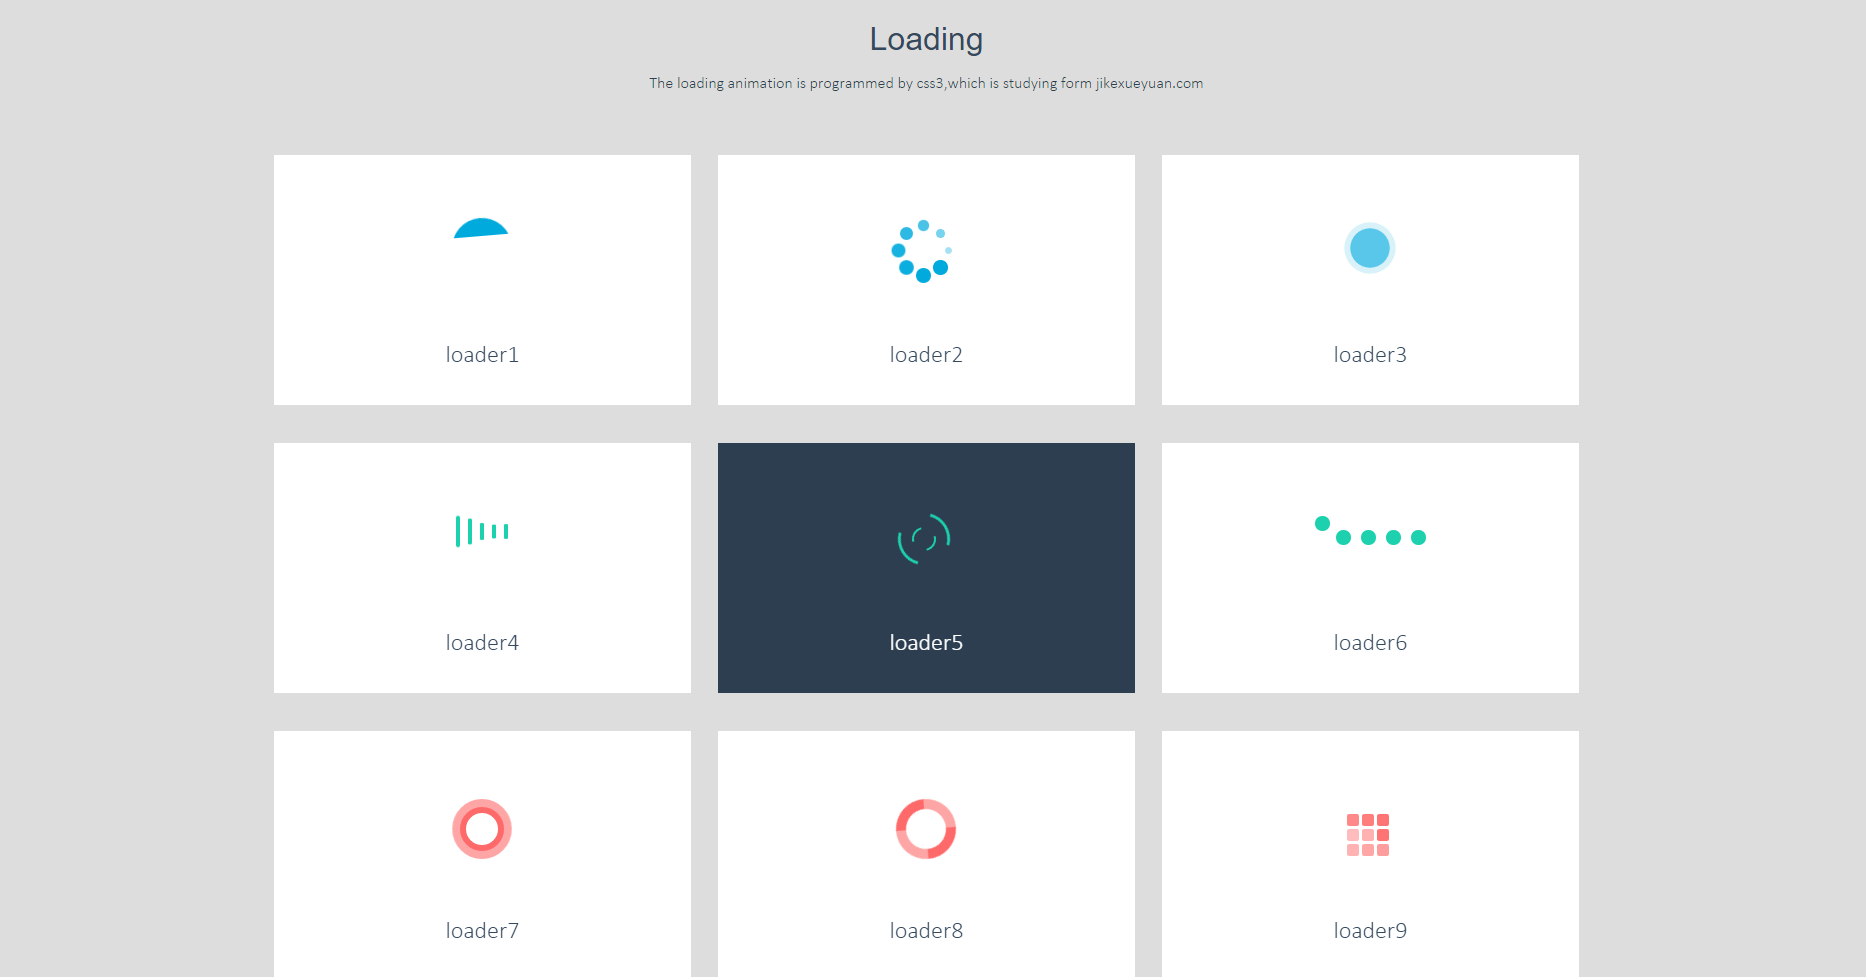 Loading
The loading animation is programmed by css3,which is studying form jikexueyuan.com
loader1
loader2
loader3
loader4
loader5
loader6
loader7
loader8
loader9